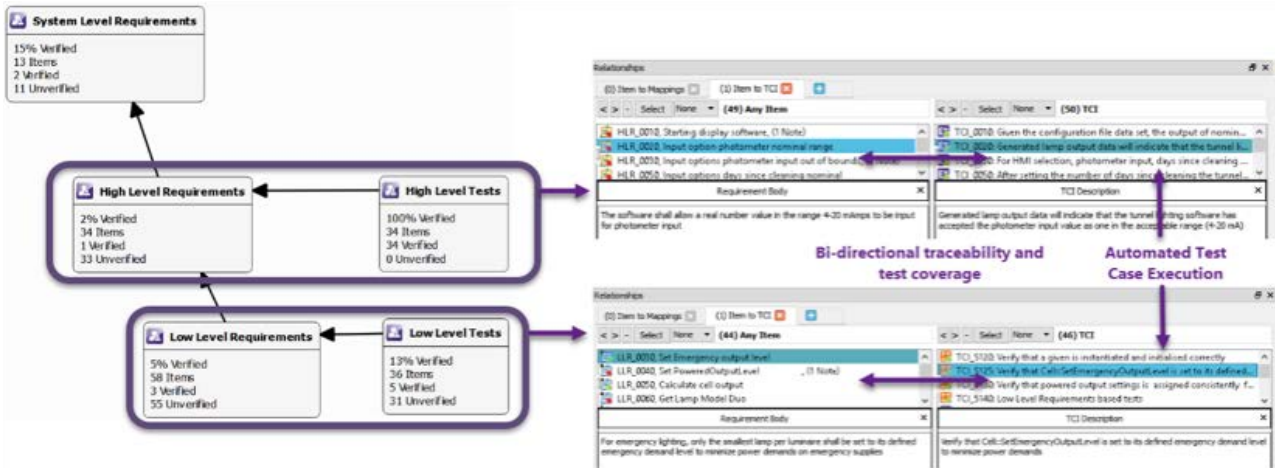 System Level Requirements
15% Verified
13 Items
2 Verified
11 Unverified
High Level Requirements
2% Verified
34 Items
1 Verified
33 Unverified
High Level Tests
100% Verified
34 Items
34 Verified
0 Unverified
Low Level Requirements
5% Verified
58 Items
3 Verified
55 Unverified
Low Level Tests
13% Verified
36 Items
5 Verified
31 Unverified
Relationships
(0) Item to Mappings
(1) Item to TCI
< > - Select None (49) Any Item
HLR_0010, Starting display software, (1 Note)
HLR_0020, Input option photometer nominal range
HLR_0030, Input options photometer input out of bounds
HLR_0050, Input options days since cleaning nominal
Requirement Body
The software shall allow a real number value in the range 4-20 mAmps to be input
for photometer input
< > - Select None (50) TCI
TCI_0010: Given the configuration file data set, the output of nomin...
TCI_0020: Generated lamp output data will indicate that the tunnel li...
For HMI selection, photometer input, days since cleaning ...
TCI_0050: After setting the number of days since cleaning the tunnel...
TCI Description
Generated lamp output data will indicate that the tunnel lighting software has
accepted the photometer input value as one in the acceptable range (4-20 mA)
Bi-directional traceability and
test coverage
Automated Test
Case Execution
Relationships
(0) Item to Mappings
(1) Item to TCI
< > - Select None (44) Any Item
Set Emergency output level
LLR_0040, Set PoweredOutputLevel , (1 Note)
LLR_0050, Calculate cell output
LLR_0060, Get Lamp Model Duo
Requirement Body
For emergency lighting, only the smallest lamp per luminaire shall be set to its defined
emergency demand level to minimize power demands on emergency supplies
< > - Select None (46) TCI
TCI_5120: Verify that a given is instantiated and initialised correctly
TCI_5125: Verify that Cell::SetEmergencyOutputLevel is set to its defined...
Verify that powered output settings is assigned consistently f...
TCI_5140: Low Level Requirements based tests
TCI Description
Verify that Cell::SetEmergencyOutputLevel is set to its defined emergency demand level
to minimize power demands